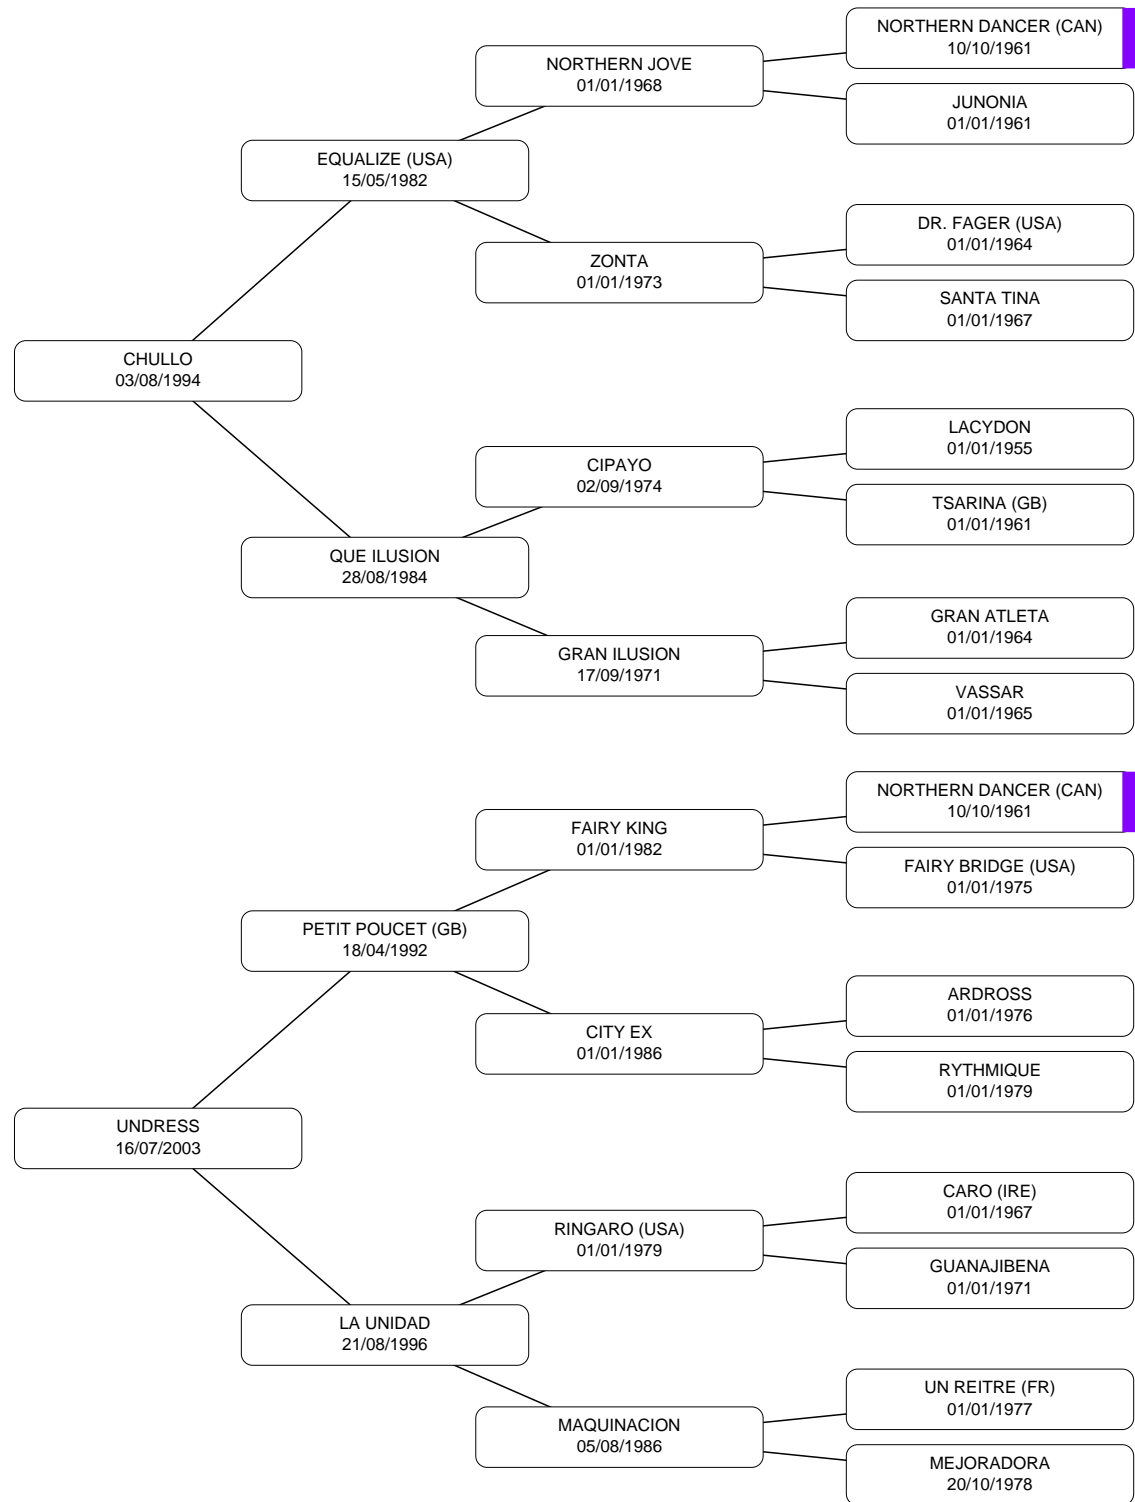 NORTHERN DANCER (CAN)
10/10/1961
NORTHERN JOVE
01/01/1968
JUNONIA
01/01/1961
EQUALIZE (USA)
15/05/1982
DR. FAGER (USA)
01/01/1964
ZONTA
01/01/1973
SANTA TINA
01/01/1967
CHULLO
03/08/1994
LACYDON
01/01/1955
CIPAYO
02/09/1974
TSARINA (GB)
01/01/1961
QUE ILUSION
28/08/1984
GRAN ATLETA
01/01/1964
GRAN ILUSION
17/09/1971
VASSAR
01/01/1965
NORTHERN DANCER (CAN)
10/10/1961
FAIRY KING
01/01/1982
FAIRY BRIDGE (USA)
01/01/1975
PETIT POUCET (GB)
18/04/1992
ARDROSS
01/01/1976
CITY EX
01/01/1986
RYTHMIQUE
01/01/1979
UNDRESS
16/07/2003
CARO (IRE)
01/01/1967
RINGARO (USA)
01/01/1979
GUANAJIBENA
01/01/1971
LA UNIDAD
21/08/1996
UN REITRE (FR)
01/01/1977
MAQUINACION
05/08/1986
MEJORADORA
20/10/1978